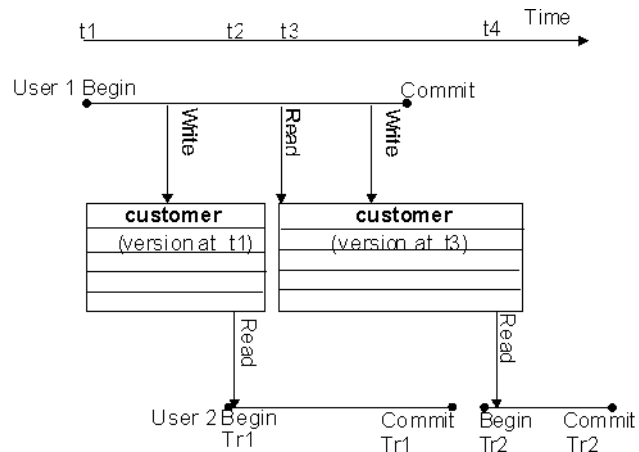 Time
t1 t2 t3 t4
User 1 Begin Commit
Write Read Write
customer customer
(version at t1) (version at t3)
Read Read
User 2 Begin Commit Begin Commit
Tr1 Tr1 Tr2 Tr2